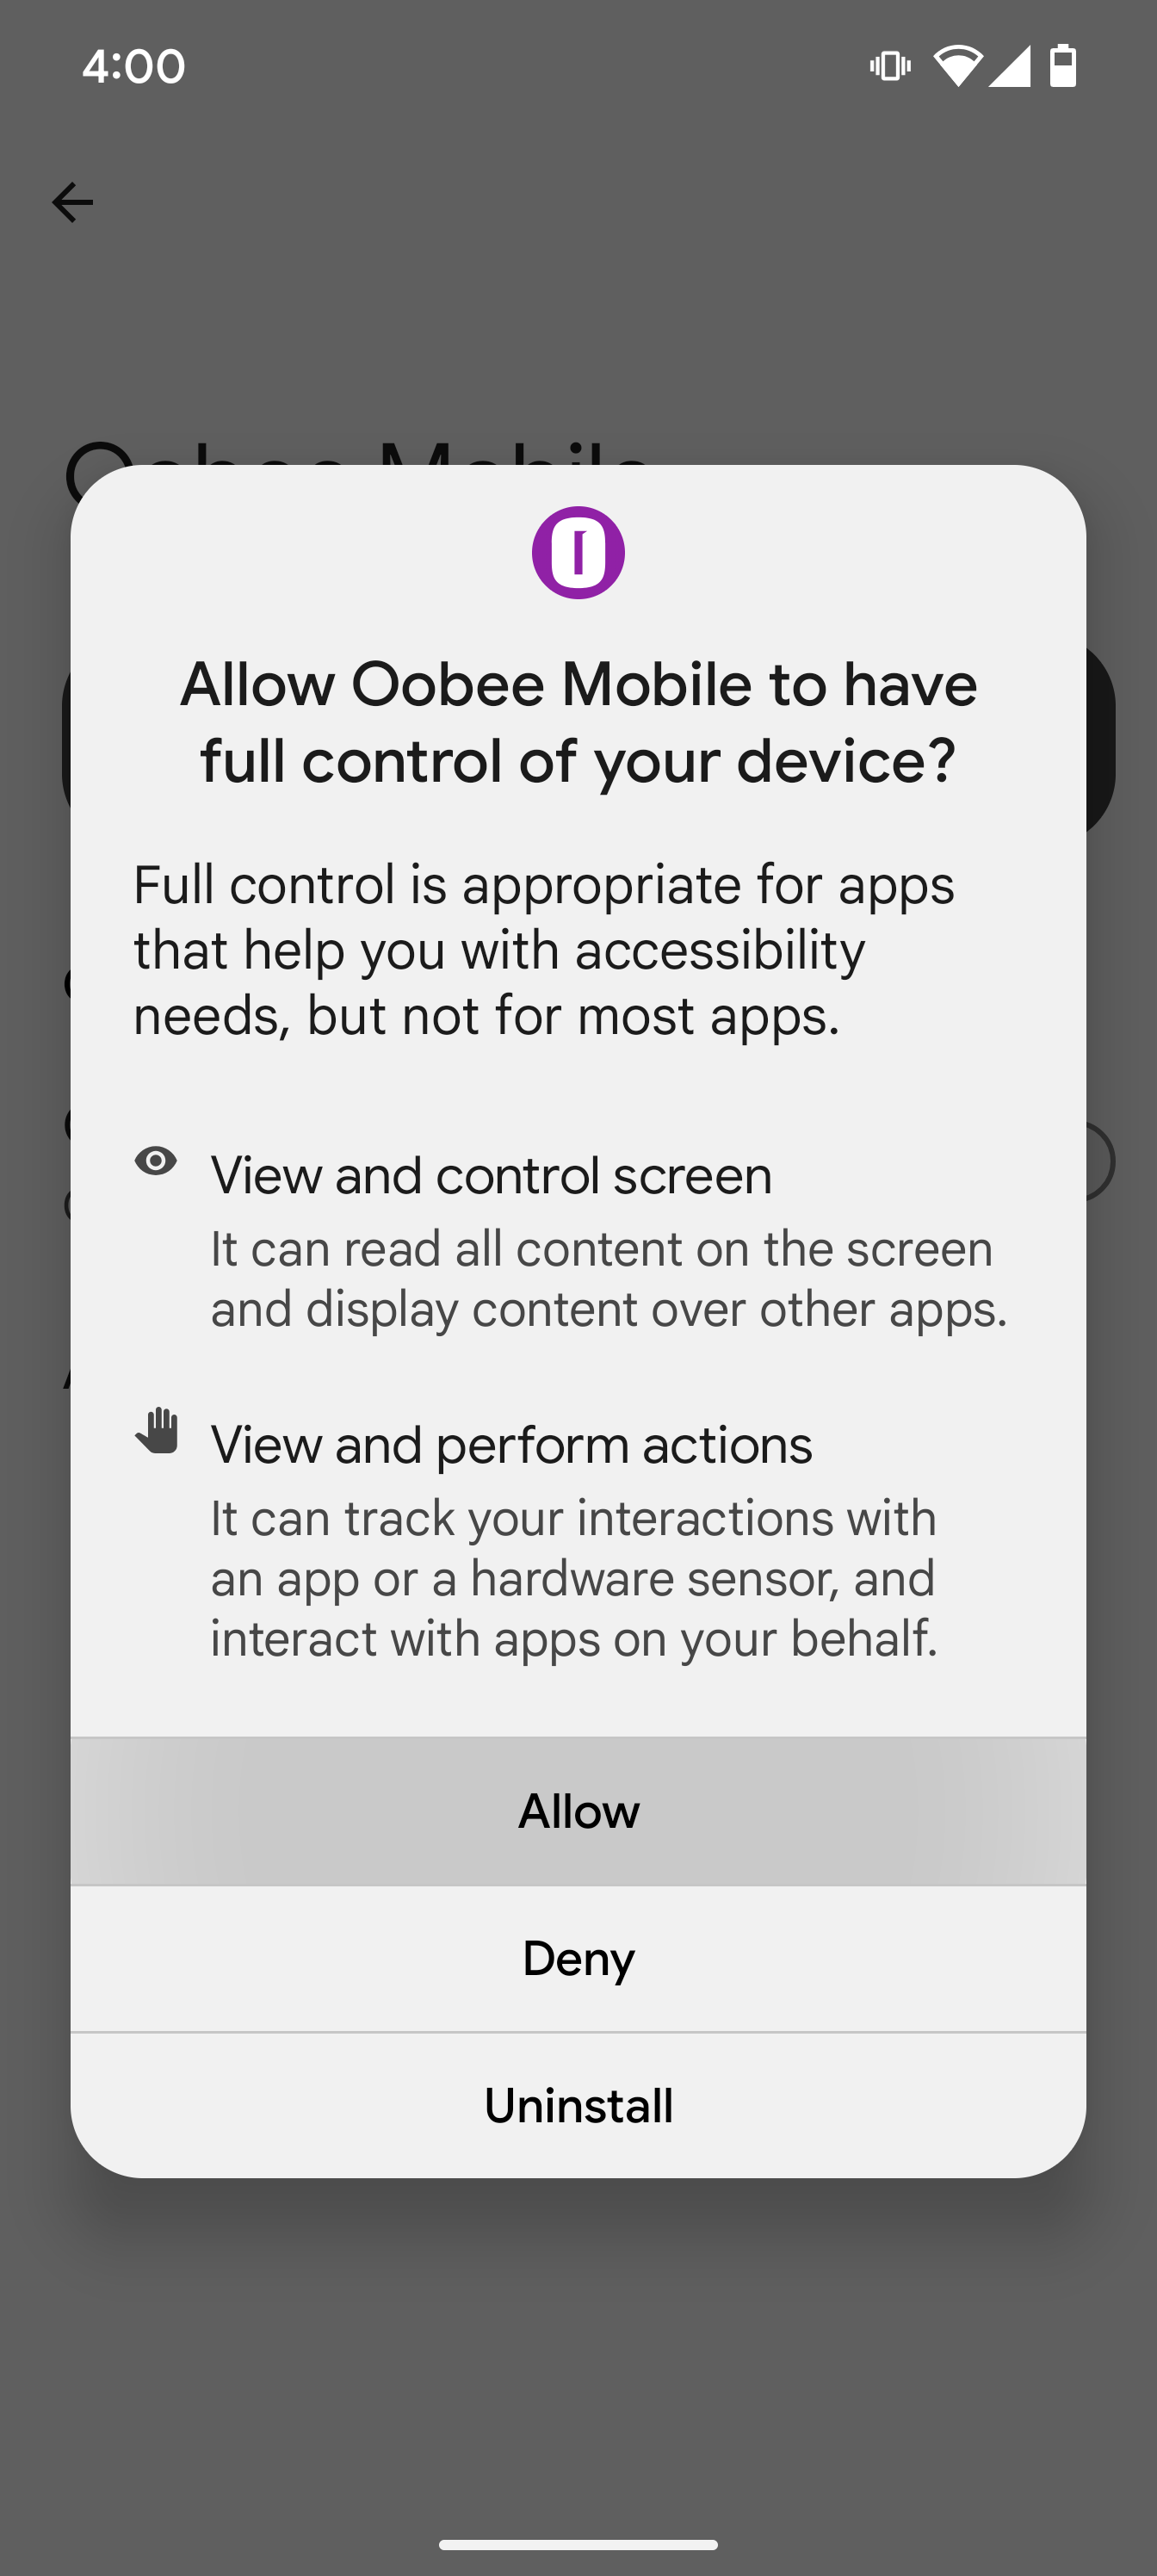 4:00
Oobee Mobile
Allow Oobee Mobile to have
full control of your device?
Full control is appropriate for apps
that help you with accessibility
needs, but not for most apps.
View and control screen
It can read all content on the screen
and display content over other apps.
View and perform actions
It can track your interactions with
an app or a hardware sensor, and
interact with apps on your behalf.
Allow
Deny
Uninstall